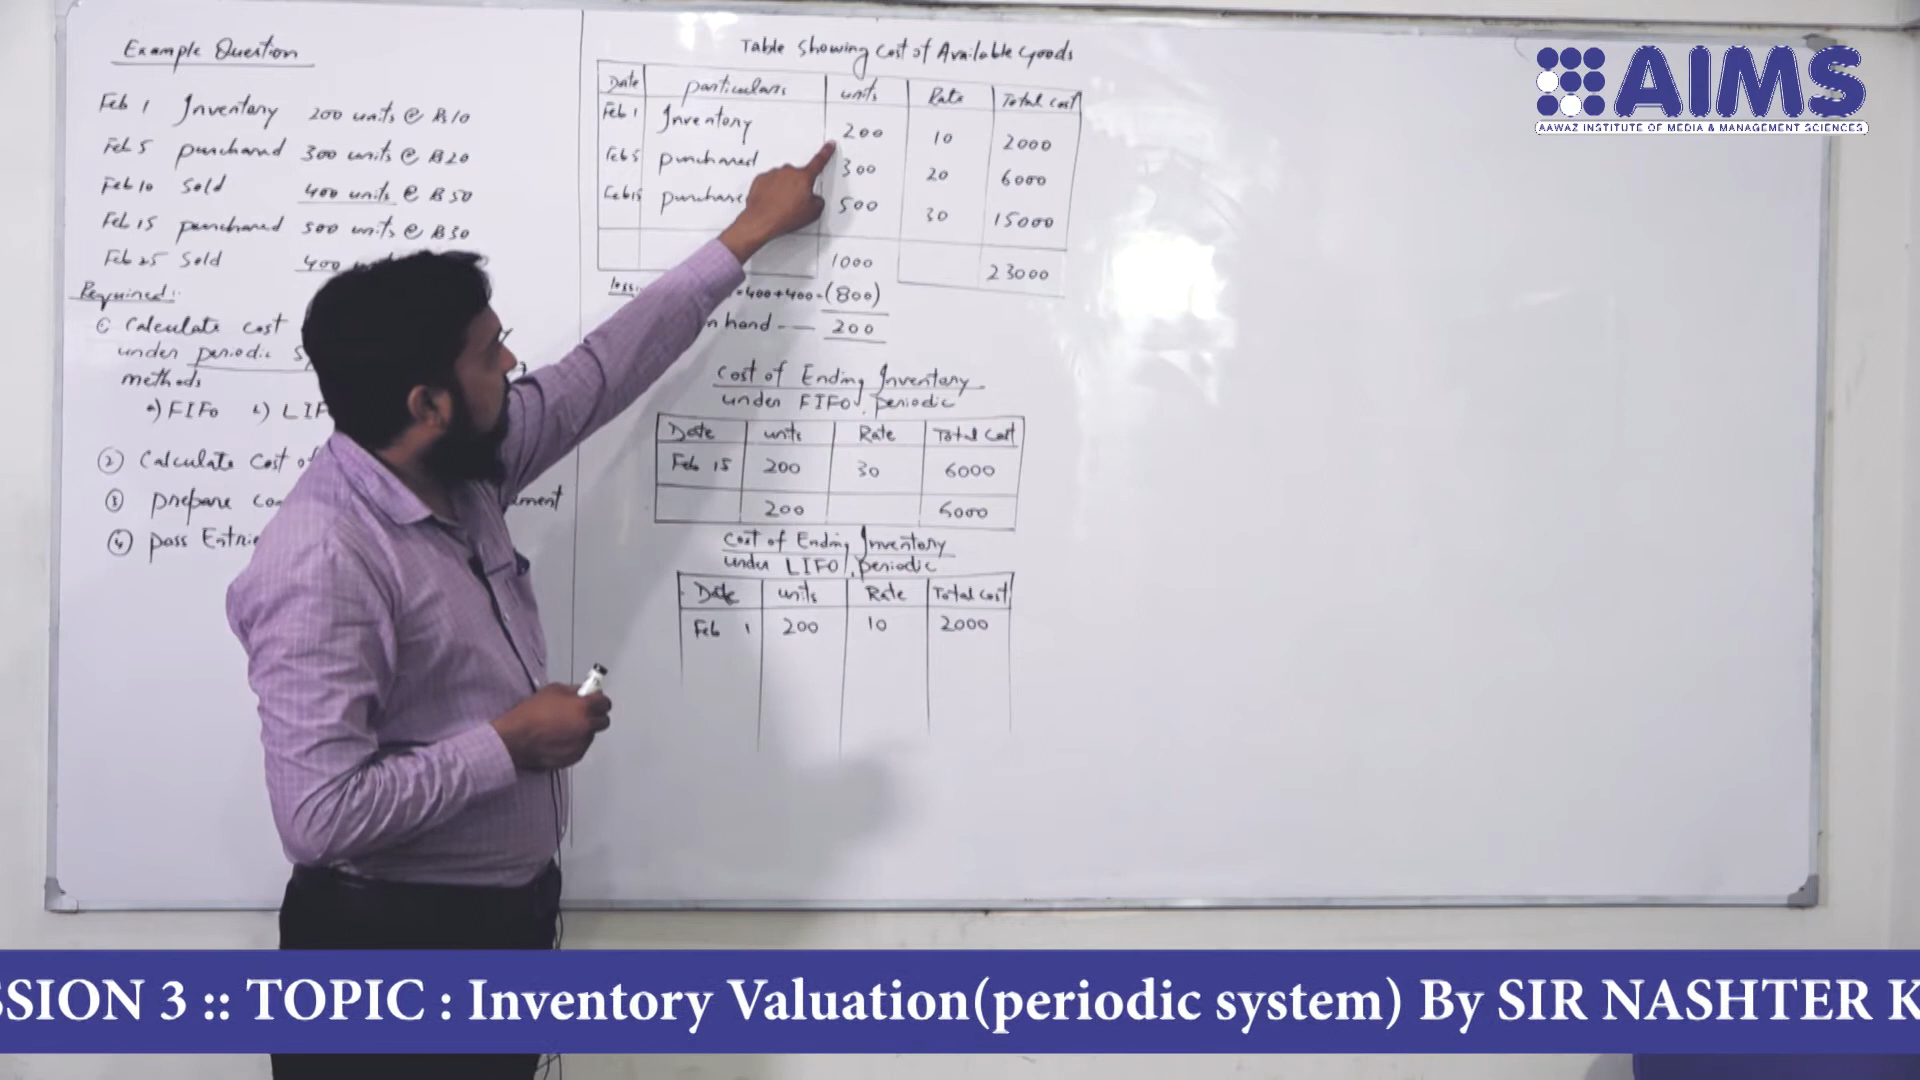 Example Question
Feb 1 Inventory 200 units @ Rs 10
Feb 5 purchased 300 units @ Rs 20
Feb 10 Sold 400 units @ Rs 50
Feb 15 purchased 500 units @ Rs 30
Feb 25 Sold 400
Required:
Calculate cost
under periodic
methods
a) FIFO b) LIF
② Calculate Cost of
③ prepare
④ pass
Table Showing Cost of Available Goods
Date particulars units Rate Total cost
Feb 1 Inventory 200 10 2000
Feb 5 purchased 300 20 6000
Feb 15 purchase 500 30 15000
1000 23000
=400+400=(800)
hand -- 200
Cost of Ending Inventory
under FIFO, periodic
Date units Rate Total Cost
Feb 15 200 30 6000
200 6000
Cost of Ending Inventory
under LIFO, periodic
Date units Rate Total cost
Feb 1 200 10 2000
AIMS
AAWAZ INSTITUTE OF MEDIA & MANAGEMENT SCIENCES
SSION 3 :: TOPIC : Inventory Valuation(periodic system) By SIR NASHTER K